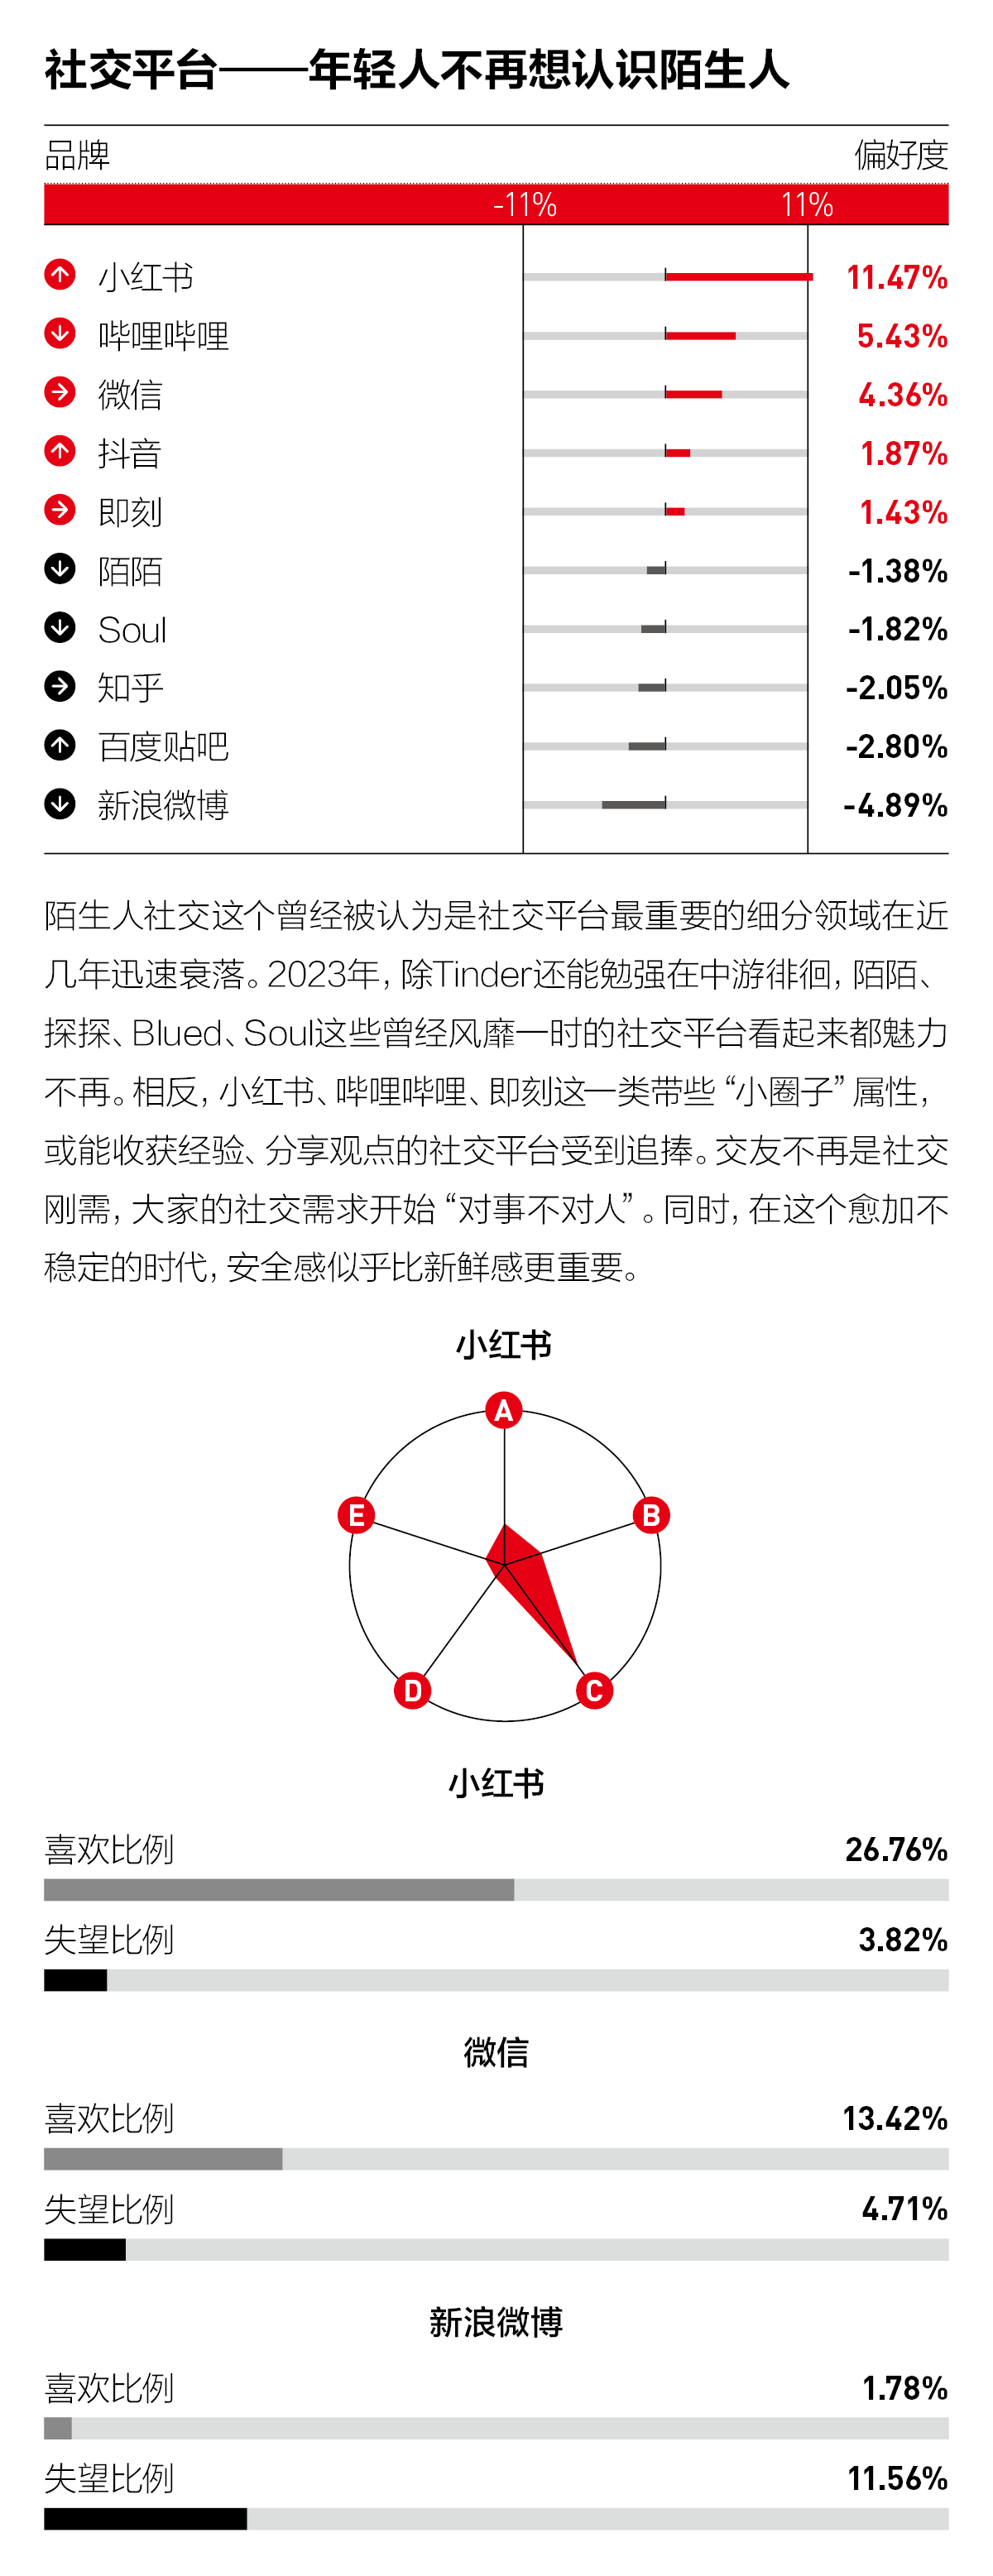 社交平台——年轻人不再想认识陌生人
品牌 偏好度
-11% 11%
小红书 11.47%
哔哩哔哩 5.43%
微信 4.36%
抖音 1.87%
即刻 1.43%
陌陌 -1.38%
Soul -1.82%
知乎 -2.05%
百度贴吧 -2.80%
新浪微博 -4.89%
陌生人社交这个曾经被认为是社交平台最重要的细分领域在近
几年迅速衰落。2023年，除Tinder还能勉强在中游徘徊，陌陌、
探探、Blued、Soul这些曾经风靡一时的社交平台看起来都魅力
不再。相反，小红书、哔哩哔哩、即刻这一类带些“小圈子”属性，
或能收获经验、分享观点的社交平台受到追捧。交友不再是社交
刚需，大家的社交需求开始“对事不对人”。同时，在这个愈加不
稳定的时代，安全感似乎比新鲜感更重要。
小红书
A
E B
D C
小红书
喜欢比例 26.76%
失望比例 3.82%
微信
喜欢比例 13.42%
失望比例 4.71%
新浪微博
喜欢比例 1.78%
失望比例 11.56%